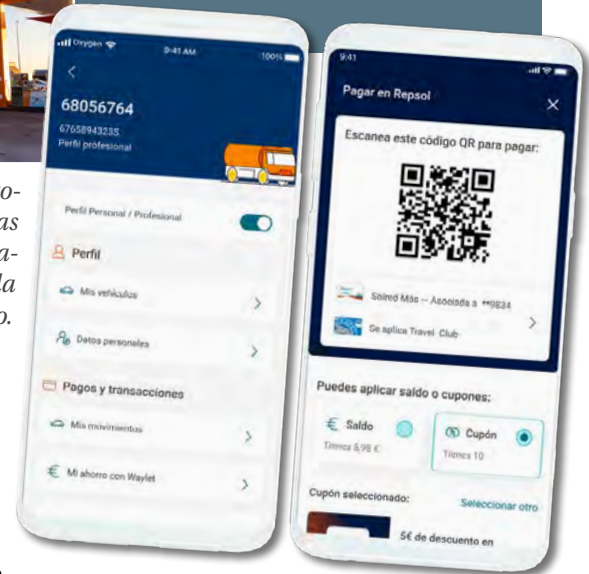 Oxygen 9:41 AM 100%
68056764
67658943235
Perfil profesional
Perfil Personal / Profesional
Perfil
Mis vehículos
Datos personales
Pagos y transacciones
Mis movimientos
€ Mi ahorro con Waylet
9:41
Pagar en Repsol
Escanea este código QR para pagar:
Solred Más – Asociada a **9834
Se aplica Travel Club
Puedes aplicar saldo o cupones:
€ Saldo
Tienes 5,98 €
Cupón
Tienes 10
Cupón seleccionado:
Seleccionar otro
5€ de descuento en
o-
as
a-
la
o.